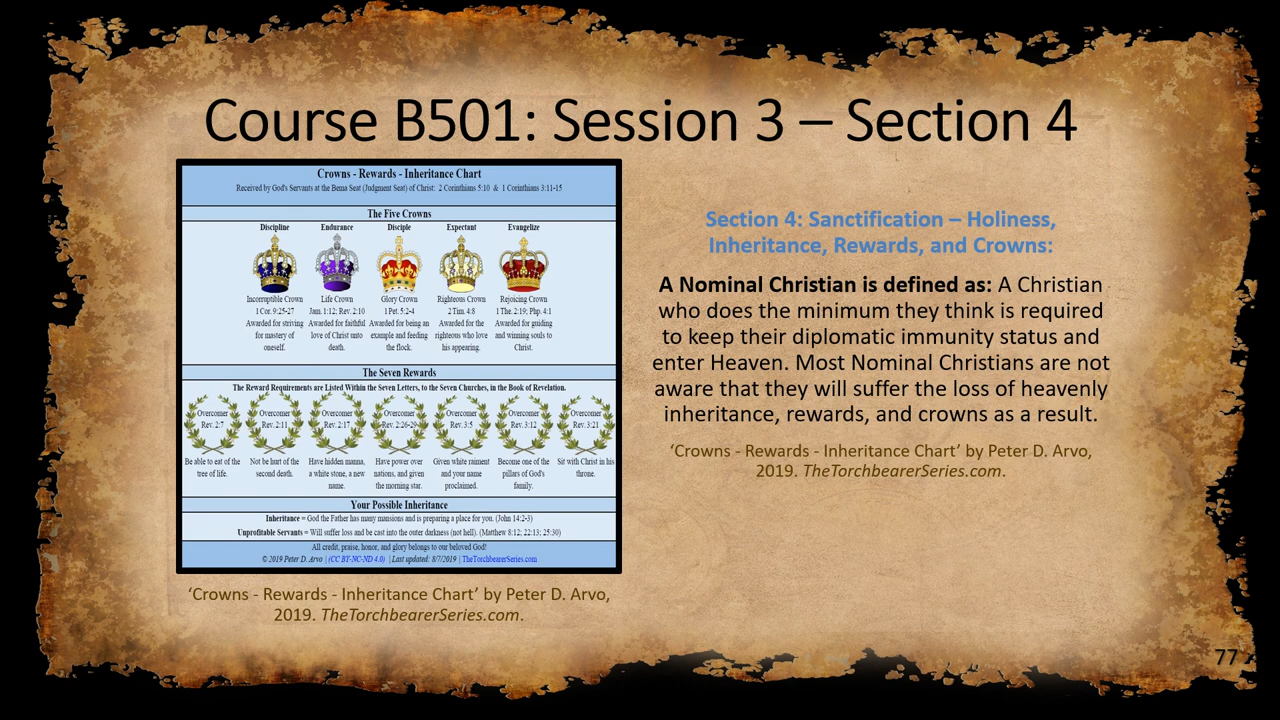 Course B501: Session 3 – Section 4
Crowns - Rewards - Inheritance Chart
Received by God's Servants at the Bema Seat (Judgment Seat) of Christ: 2 Corinthians 5:10 & 1 Corinthians 3:11-15
The Five Crowns
Discipline Endurance Disciple Expectant Evangelize
Incorruptible Crown Life Crown Glory Crown Righteous Crown Rejoicing Crown
1 Cor. 9:25-27 Jam. 1:12; Rev. 2:10 1 Pet. 5:2-4 2 Tim. 4:8 1 The. 2:19; Php. 4:1
Awarded for striving Awarded for faithful Awarded for being an Awarded for the Awarded for guiding
for mastery of love of Christ unto example and feeding righteous who love and winning souls to
oneself. death. the flock. his appearing. Christ.
The Seven Rewards
The Reward Requirements are Listed Within the Seven Letters, to the Seven Churches, in the Book of Revelation.
Overcomer Overcomer Overcomer Overcomer Overcomer Overcomer Overcomer
Rev. 2:7 Rev. 2:11 Rev. 2:17 Rev. 2:26-29 Rev. 3:5 Rev. 3:12 Rev. 3:21
Be able to eat of the Not be hurt of the Have hidden manna, Have power over Given white raiment Become one of the Sit with Christ in his
tree of life. second death. a white stone, a new nations, and given and your name pillars of God's throne.
name. the morning star. proclaimed. family.
Your Possible Inheritance
Inheritance = God the Father has many mansions and is preparing a place for you. (John 14:2-3)
Unprofitable Servants = Will suffer loss and be cast into the outer darkness (not hell). (Matthew 8:12; 22:13; 25:30)
All credit, praise, honor, and glory belongs to our beloved God!
© 2019 Peter D. Arvo | (CC BY-NC-ND 4.0) | Last updated: 8/7/2019 | TheTorchbearerSeries.com
‘Crowns - Rewards - Inheritance Chart’ by Peter D. Arvo,
2019. TheTorchbearerSeries.com.
Section 4: Sanctification – Holiness,
Inheritance, Rewards, and Crowns:
A Nominal Christian is defined as: A Christian
who does the minimum they think is required
to keep their diplomatic immunity status and
enter Heaven. Most Nominal Christians are not
aware that they will suffer the loss of heavenly
inheritance, rewards, and crowns as a result.
‘Crowns - Rewards - Inheritance Chart’ by Peter D. Arvo,
2019. TheTorchbearerSeries.com.
77